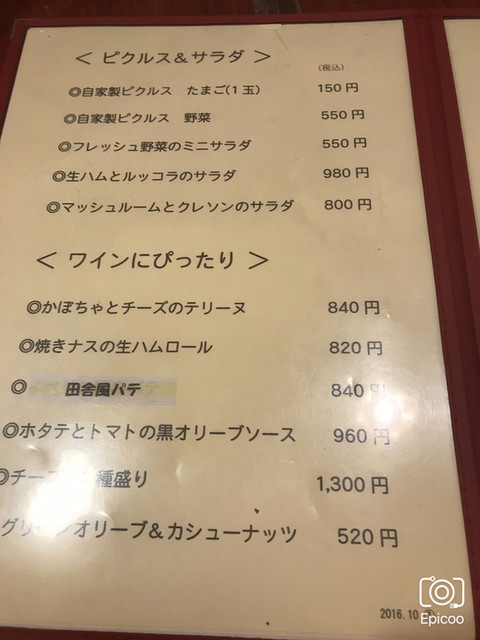 ＜ ピクルス＆サラダ ＞
(税込)
◎自家製ピクルス　たまご(1玉)　150円
◎自家製ピクルス　野菜　550円
◎フレッシュ野菜のミニサラダ　550円
◎生ハムとルッコラのサラダ　980円
◎マッシュルームとクレソンのサラダ　800円
＜ ワインにぴったり ＞
◎かぼちゃとチーズのテリーヌ　840円
◎焼きナスの生ハムロール　820円
◎　田舎風パテ　840円
◎ホタテとトマトの黒オリーブソース　960円
◎チーズ　種盛り　1,300円
グリーンオリーブ＆カシューナッツ　520円
2016.10
Epicoo